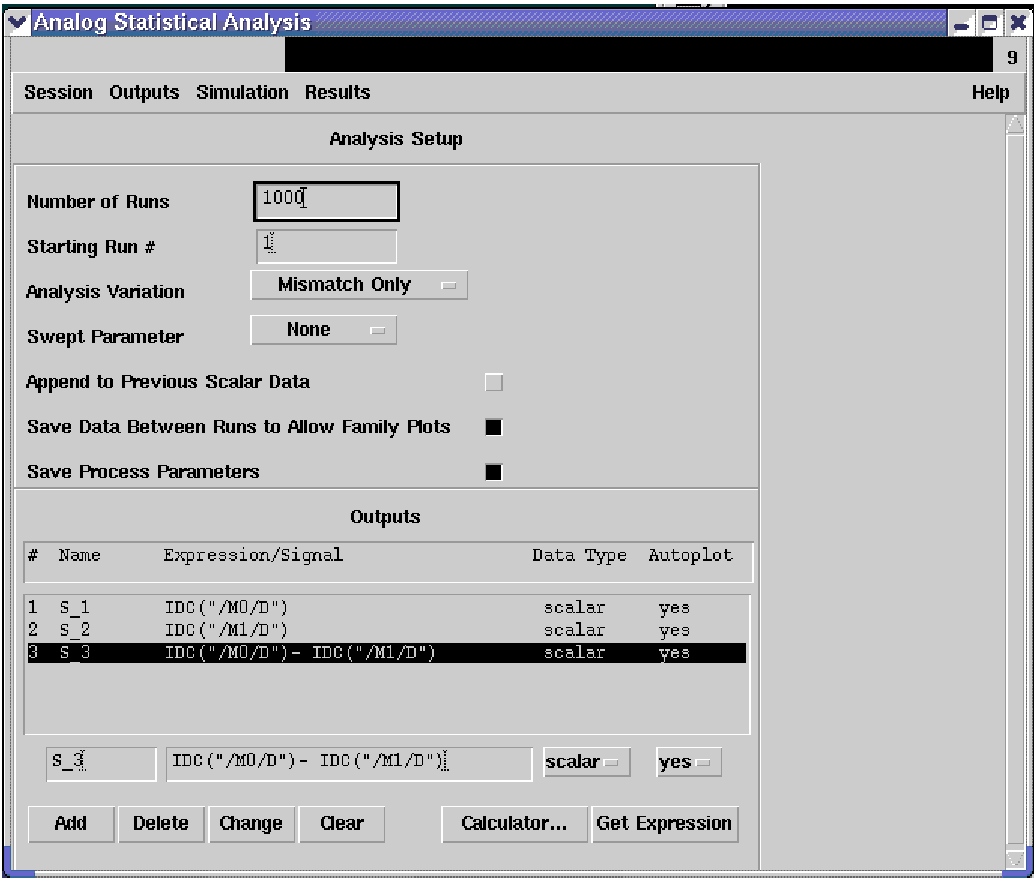 Analog Statistical Analysis
9
Session Outputs Simulation Results Help
Analysis Setup
Number of Runs 1000
Starting Run # 1
Analysis Variation Mismatch Only
Swept Parameter None
Append to Previous Scalar Data
Save Data Between Runs to Allow Family Plots
Save Process Parameters
Outputs
# Name Expression/Signal Data Type Autoplot
1 S_1 IDC("/M0/D") scalar yes
2 S_2 IDC("/M1/D") scalar yes
3 S_3 IDC("/M0/D")- IDC("/M1/D") scalar yes
S_3 IDC("/M0/D")- IDC("/M1/D") scalar yes
Add Delete Change Clear Calculator... Get Expression